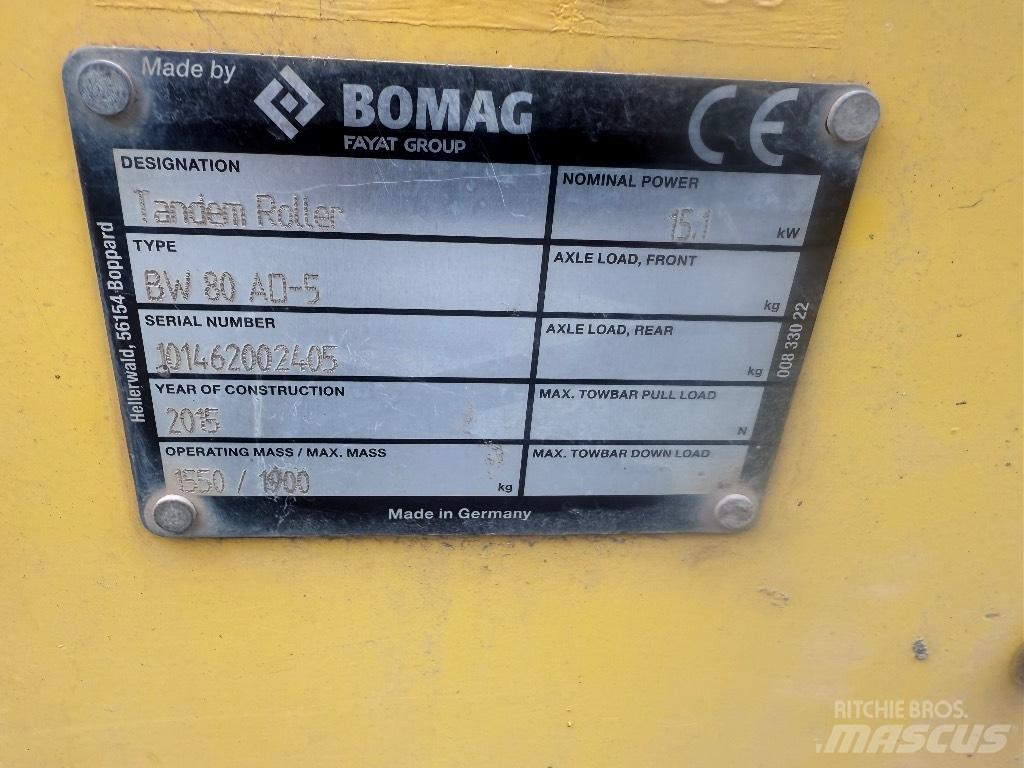 Made by
BOMAG
FAYAT GROUP
CE
DESIGNATION
Tandem Roller
TYPE
BW 80 AD-5
SERIAL NUMBER
101462002405
YEAR OF CONSTRUCTION
2015
OPERATING MASS / MAX. MASS
1550 / 1900 kg
NOMINAL POWER
15.1 kW
AXLE LOAD, FRONT
kg
AXLE LOAD, REAR
kg
MAX. TOWBAR PULL LOAD
N
MAX. TOWBAR DOWN LOAD
Made in Germany
Hellerwald, 56154 Boppard
008 330 22
RITCHIE BROS.
MASCUS